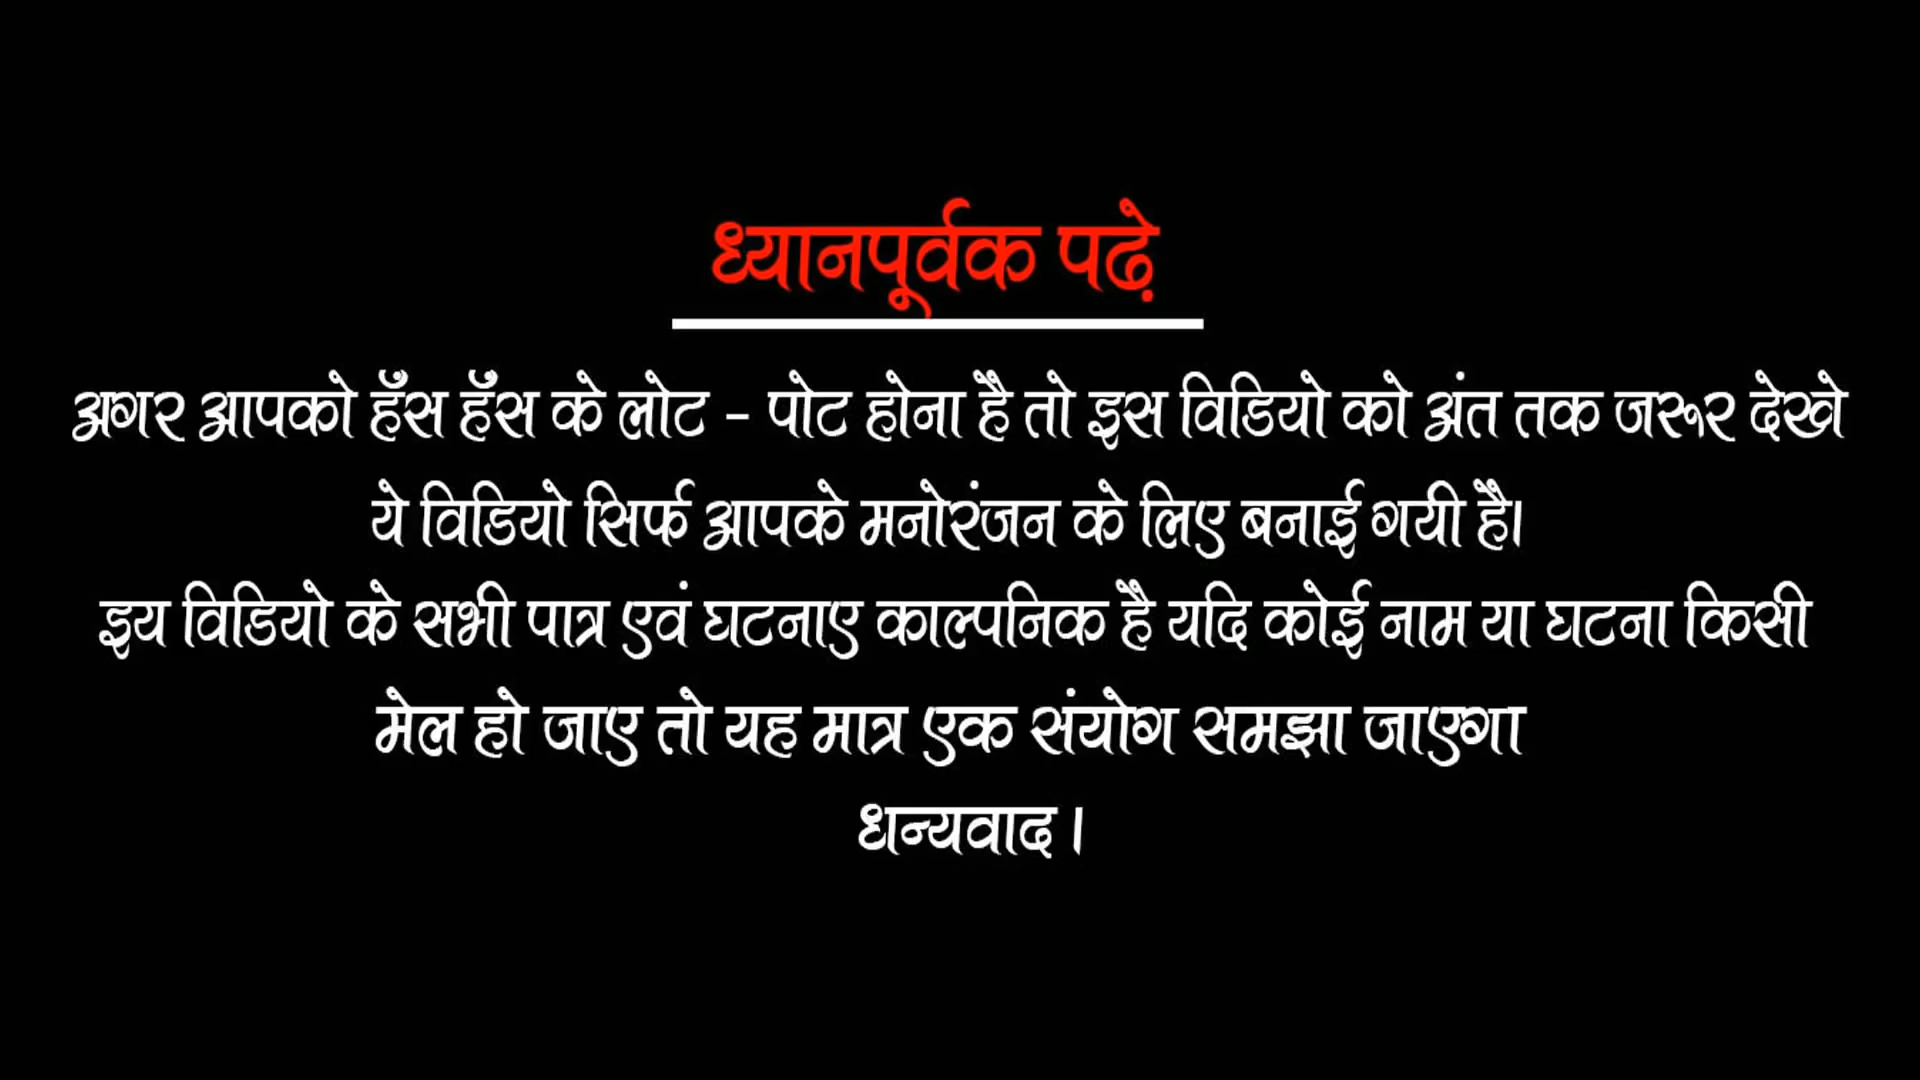 ध्यानपूर्वक पढ़े
अगर आपको हँस हँस के लोट - पोट होना है तो इस विडियो को अंत तक जरूर देखे
ये विडियो सिर्फ आपके मनोरंजन के लिए बनाई गयी है।
इय विडियो के सभी पात्र एवं घटनाए काल्पनिक है यदि कोई नाम या घटना किसी
मेल हो जाए तो यह मात्र एक संयोग समझा जाएगा
धन्यवाद ।